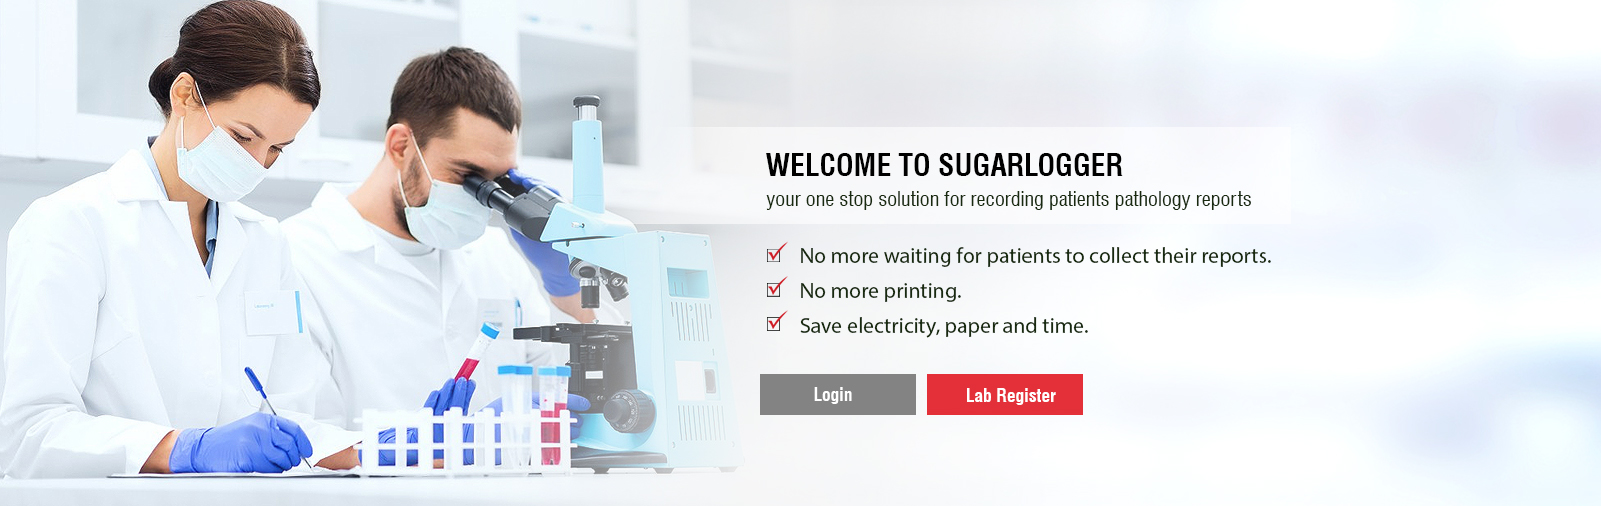 WELCOME TO SUGARLOGGER
your one stop solution for recording patients pathology reports
No more waiting for patients to collect their reports.
No more printing.
Save electricity, paper and time.
Login
Lab Register